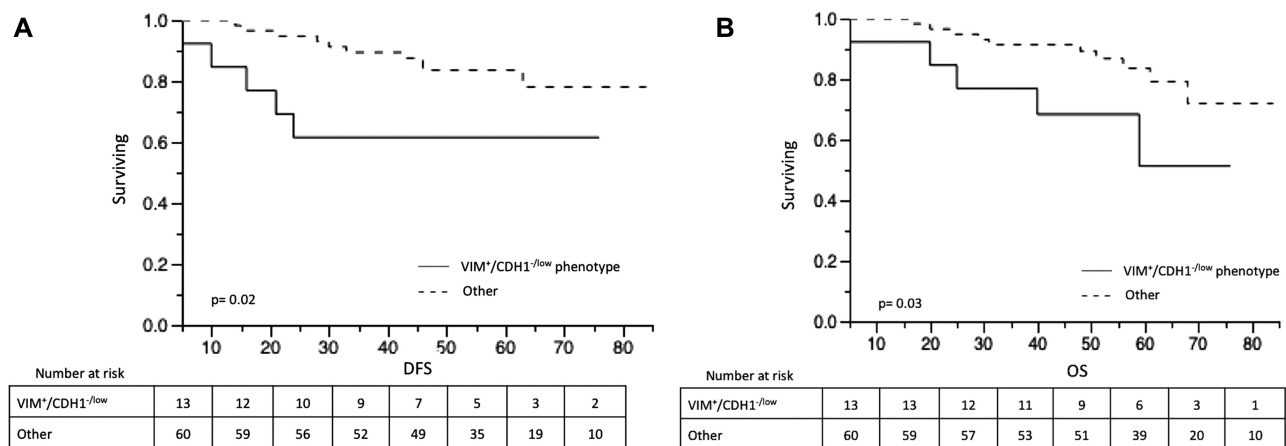 A
1.0
0.8
0.6
0.4
0.2
0.0
Surviving
VIM⁺/CDH1⁻/ˡᵒʷ phenotype
Other
p= 0.02
10 20 30 40 50 60 70 80
DFS
Number at risk
VIM⁺/CDH1⁻/ˡᵒʷ 13 12 10 9 7 5 3 2
Other 60 59 56 52 49 35 19 10
B
1.0
0.8
0.6
0.4
0.2
0.0
Surviving
VIM⁺/CDH1⁻/ˡᵒʷ phenotype
Other
p= 0.03
10 20 30 40 50 60 70 80
OS
Number at risk
VIM⁺/CDH1⁻/ˡᵒʷ 13 13 12 11 9 6 3 1
Other 60 59 57 53 51 39 20 10